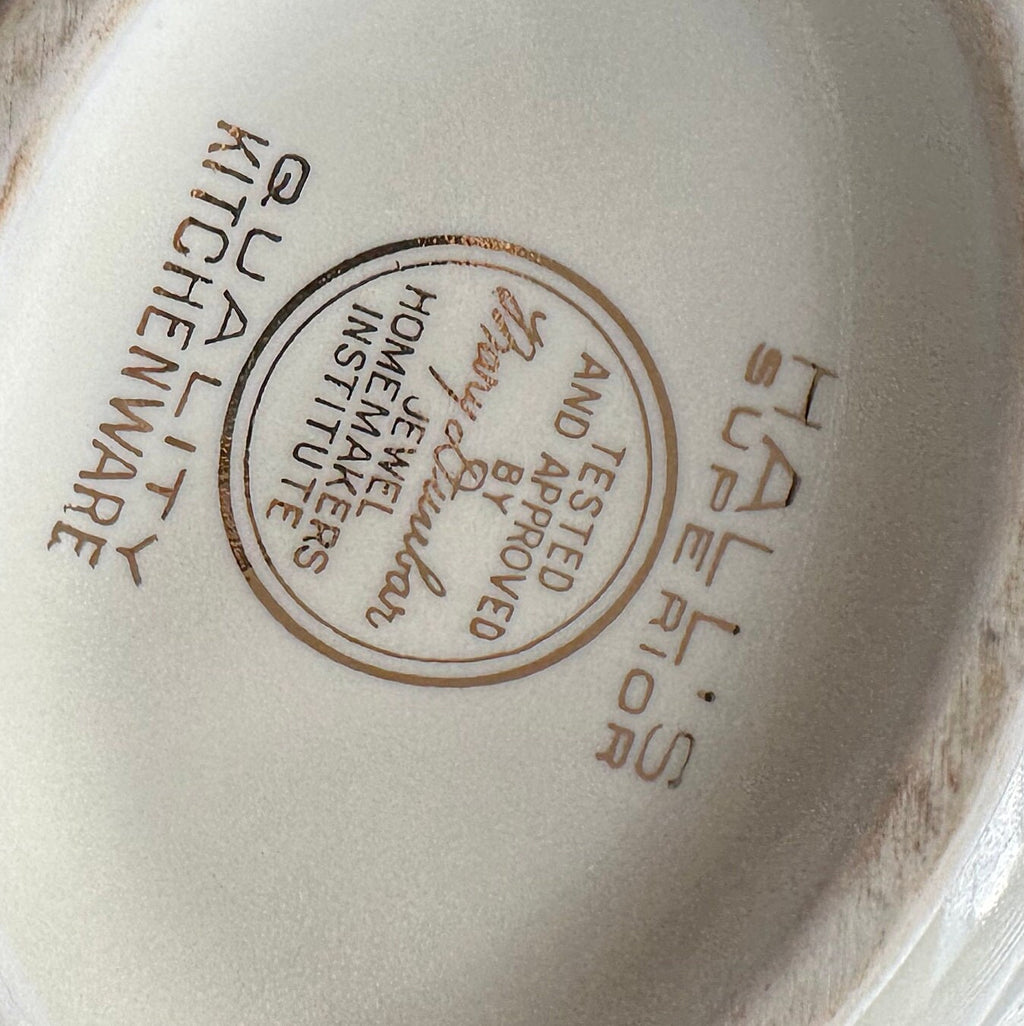 HALL'S
SUPERIOR
TESTED
AND APPROVED
BY
Mary Dunbar
JEWEL
HOMEMAKERS
INSTITUTE
QUALITY
KITCHENWARE